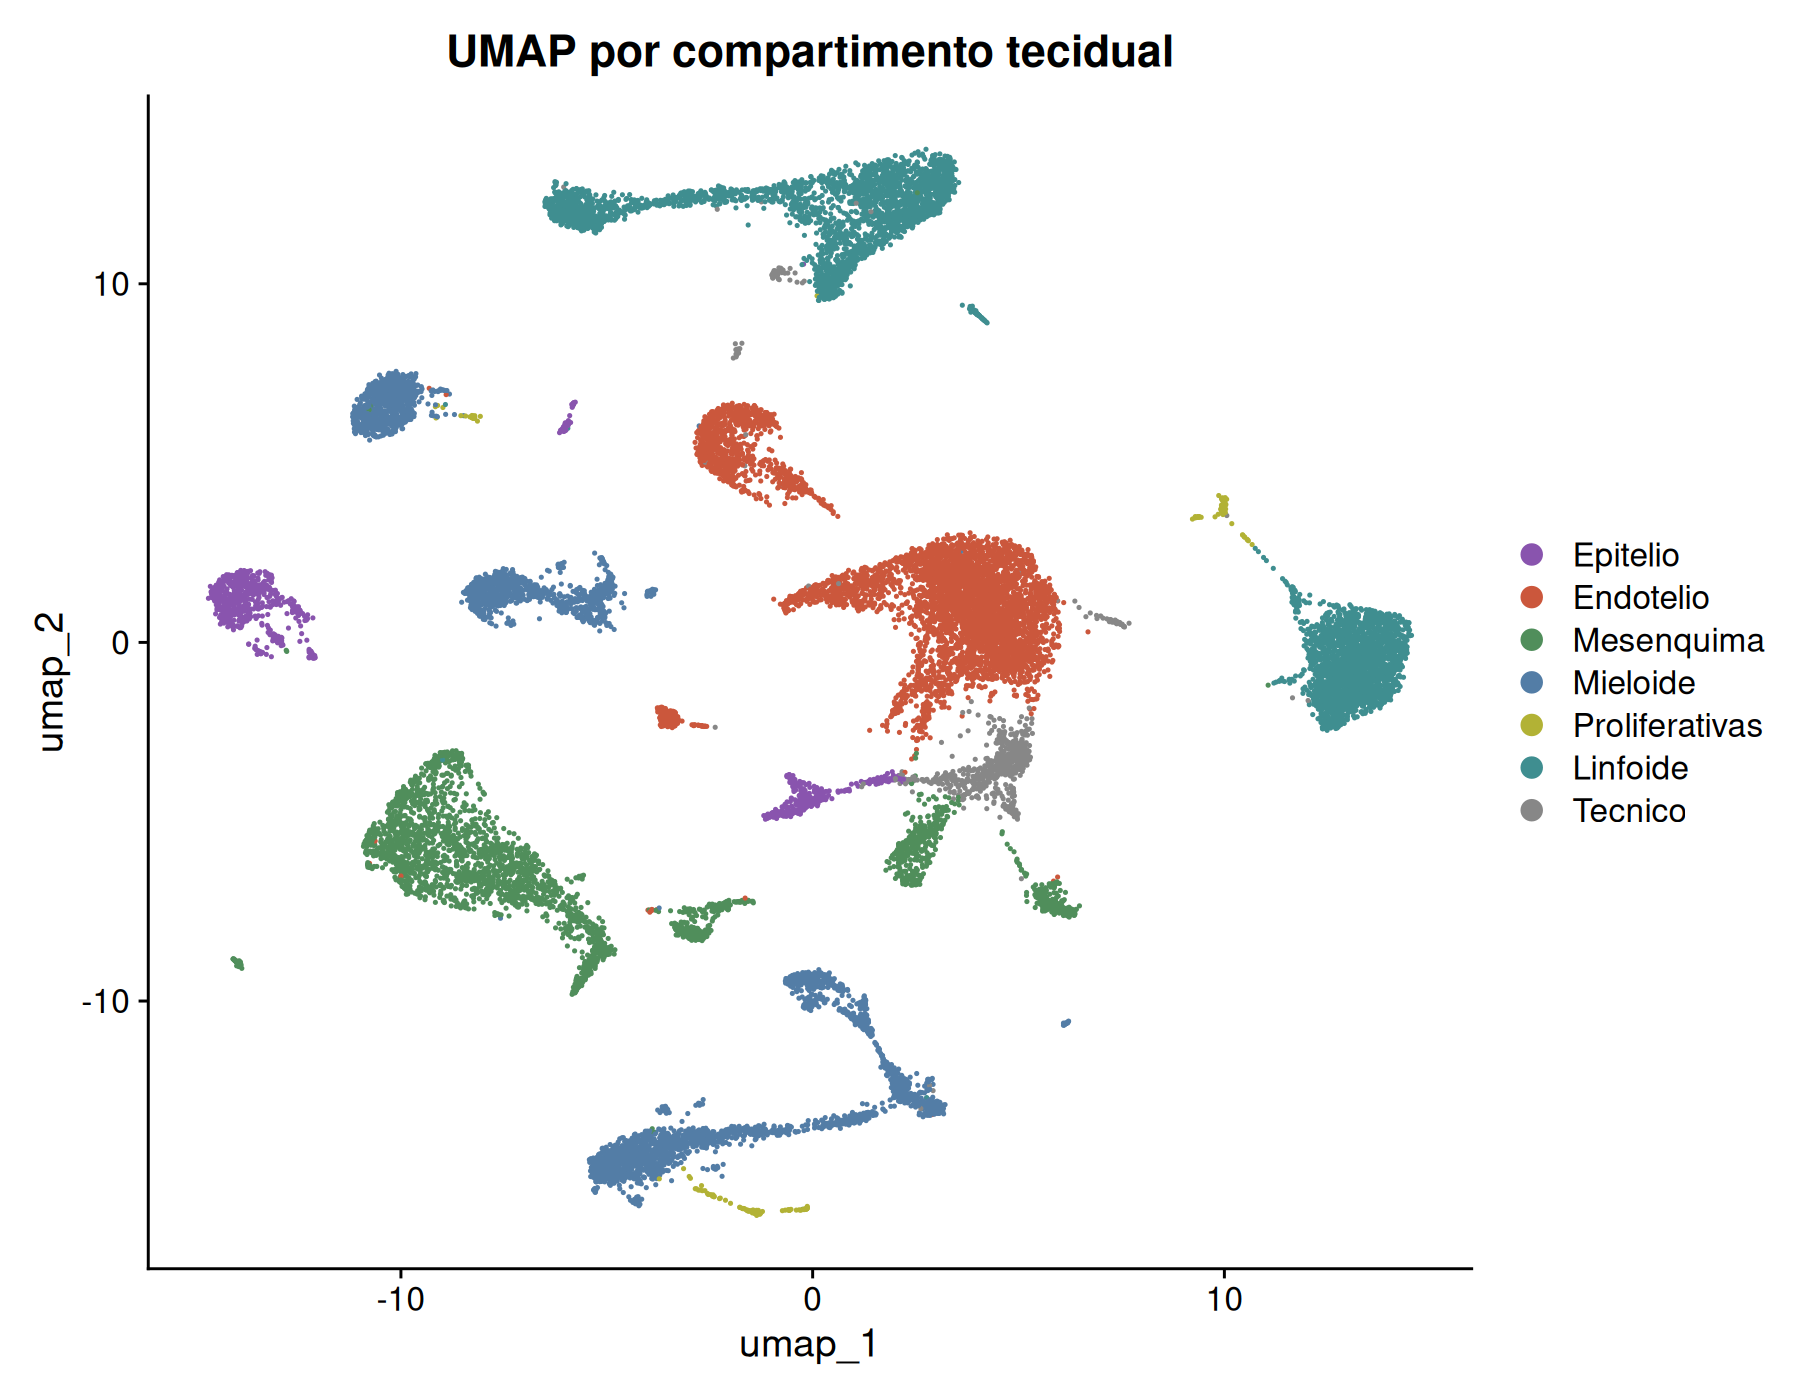 UMAP por compartimento tecidual
10
0
-10
umap_2
-10
0
10
umap_1
Epitelio
Endotelio
Mesenquima
Mieloide
Proliferativas
Linfoide
Tecnico